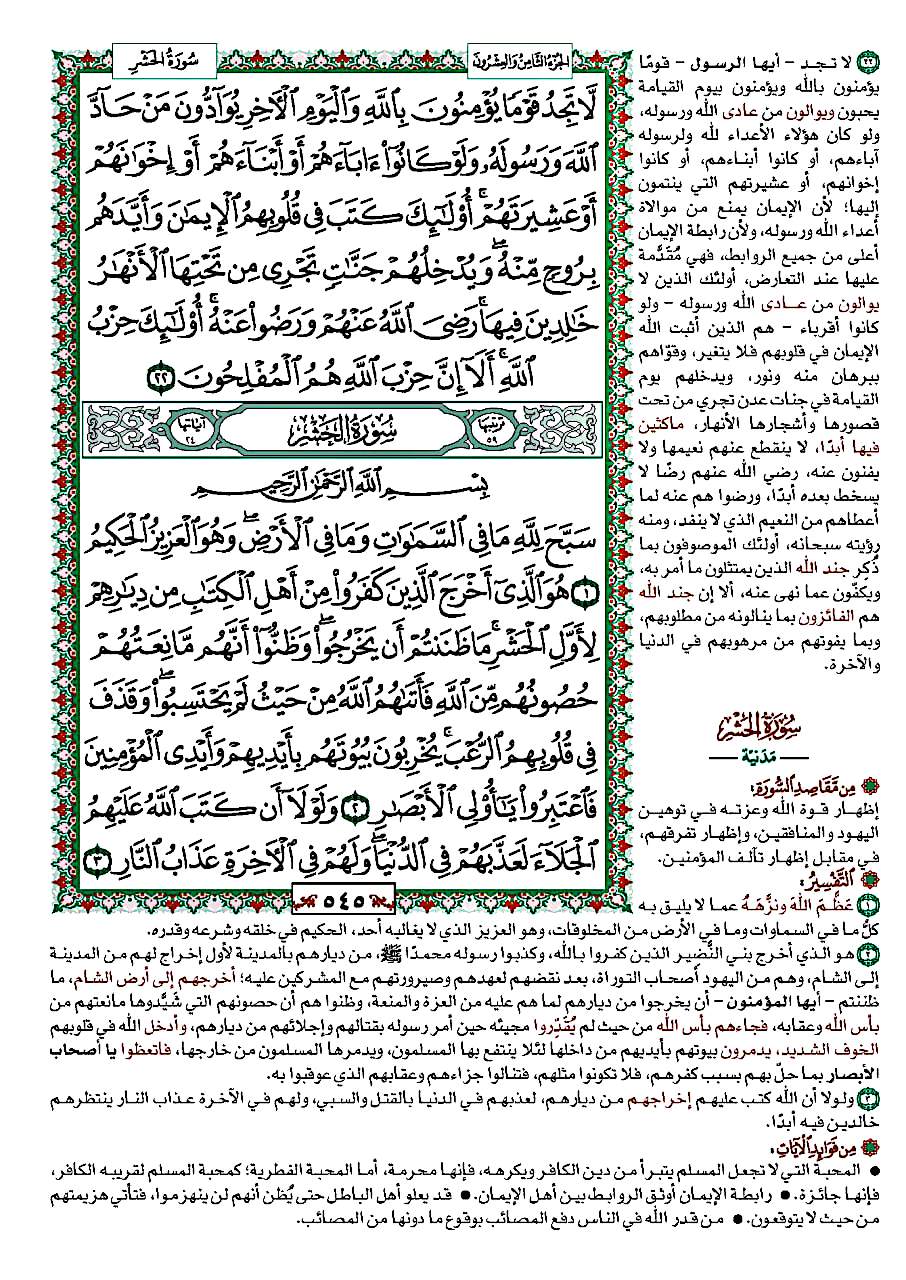 الجزء الثامن والعشرون
سورة الحشر
لَّا تَجِدُ قَوْمًا يُؤْمِنُونَ بِٱللَّهِ وَٱلْيَوْمِ ٱلْـَٔاخِرِ يُوَآدُّونَ مَنْ حَآدَّ
ٱللَّهَ وَرَسُولَهُۥ وَلَوْ كَانُوٓا۟ ءَابَآءَهُمْ أَوْ أَبْنَآءَهُمْ أَوْ إِخْوَٰنَهُمْ
أَوْ عَشِيرَتَهُمْ ۚ أُو۟لَـٰٓئِكَ كَتَبَ فِى قُلُوبِهِمُ ٱلْإِيمَـٰنَ وَأَيَّدَهُم
بِرُوحٍ مِّنْهُ ۖ وَيُدْخِلُهُمْ جَنَّـٰتٍ تَجْرِى مِن تَحْتِهَا ٱلْأَنْهَـٰرُ
خَـٰلِدِينَ فِيهَا ۚ رَضِىَ ٱللَّهُ عَنْهُمْ وَرَضُوا۟ عَنْهُ ۚ أُو۟لَـٰٓئِكَ حِزْبُ
ٱللَّهِ ۚ أَلَآ إِنَّ حِزْبَ ٱللَّهِ هُمُ ٱلْمُفْلِحُونَ ٢٢
ترتيبها ٥٩ سورة الحشر آياتها ٢٤
بِسْمِ ٱللَّهِ ٱلرَّحْمَـٰنِ ٱلرَّحِيمِ
سَبَّحَ لِلَّهِ مَا فِى ٱلسَّمَـٰوَٰتِ وَمَا فِى ٱلْأَرْضِ ۖ وَهُوَ ٱلْعَزِيزُ ٱلْحَكِيمُ
١ هُوَ ٱلَّذِىٓ أَخْرَجَ ٱلَّذِينَ كَفَرُوا۟ مِنْ أَهْلِ ٱلْكِتَـٰبِ مِن دِيَـٰرِهِمْ
لِأَوَّلِ ٱلْحَشْرِ ۚ مَا ظَنَنتُمْ أَن يَخْرُجُوا۟ ۖ وَظَنُّوٓا۟ أَنَّهُم مَّانِعَتُهُمْ
حُصُونُهُم مِّنَ ٱللَّهِ فَأَتَىٰهُمُ ٱللَّهُ مِنْ حَيْثُ لَمْ يَحْتَسِبُوا۟ ۖ وَقَذَفَ
فِى قُلُوبِهِمُ ٱلرُّعْبَ ۚ يُخْرِبُونَ بُيُوتَهُم بِأَيْدِيهِمْ وَأَيْدِى ٱلْمُؤْمِنِينَ
فَٱعْتَبِرُوا۟ يَـٰٓأُو۟لِى ٱلْأَبْصَـٰرِ ٢ وَلَوْلَآ أَن كَتَبَ ٱللَّهُ عَلَيْهِمُ
ٱلْجَلَآءَ لَعَذَّبَهُمْ فِى ٱلدُّنْيَا ۖ وَلَهُمْ فِى ٱلْـَٔاخِرَةِ عَذَابُ ٱلنَّارِ ٣
٥٤٥
٢٢ لا تجد – أيها الرسول – قومًا
يؤمنون بالله ويؤمنون بيوم القيامة
يحبون ويوالون من عادى الله ورسوله،
ولو كان هؤلاء الأعداء لله ولرسوله
آباءهم، أو كانوا أبناءهم، أو كانوا
إخوانهم، أو عشيرتهم التي ينتمون
إليها؛ لأن الإيمان يمنع من موالاة
أعداء الله ورسوله، ولأن رابطة الإيمان
أعلى من جميع الروابط، فهي مُقَدَّمة
عليها عند التعارض، أولئك الذين لا
يوالون من عادى الله ورسوله – ولو
كانوا أقرباء – هم الذين أثبت الله
الإيمان في قلوبهم فلا يتغير، وقوّاهم
ببرهان منه ونور، ويدخلهم يوم
القيامة في جنات عدن تجري من تحت
قصورها وأشجارها الأنهار، ماكثين
فيها أبدًا، لا ينقطع عنهم نعيمها ولا
يفنون عنه، رضي الله عنهم رضًا لا
يسخط بعده أبدًا، ورضوا هم عنه لما
أعطاهم من النعيم الذي لا ينفد، ومنه
رؤيته سبحانه، أولئك الموصوفون بما
ذُكِر جند الله الذين يمتثلون ما أمر به،
ويكفّون عما نهى عنه، ألا إن جند الله
هم الفائزون بما ينالونه من مطلوبهم،
وبما يفوتهم من مرهوبهم في الدنيا
والآخرة.
سورة الحشر
— مدنية —
من مقاصد السورة:
إظهار قوة الله وعزته في توهين
اليهود والمنافقين، وإظهار تفرقهم،
في مقابل إظهار تآلف المؤمنين.
التفسير:
١ عَظَّمَ اللهَ ونزَّهَهُ عما لا يليق به
كلُّ ما في السماوات وما في الأرض من المخلوقات، وهو العزيز الذي لا يغالبه أحد، الحكيم في خلقه وشرعه وقدره.
٢ هو الذي أخرج بني النَّضِير الذين كفروا بالله، وكذبوا رسوله محمدًا ﷺ، من ديارهم بالمدينة لأول إخراج لهم من المدينة
إلى الشام، وهم من اليهود أصحاب التوراة، بعد نقضهم لعهدهم وصيرورتهم مع المشركين عليه؛ أخرجهم إلى أرض الشام، ما
ظننتم – أيها المؤمنون – أن يخرجوا من ديارهم لما هم عليه من العزة والمنعة، وظنوا هم أن حصونهم التي شيَّدوها مانعتهم من
بأس الله وعقابه، فجاءهم بأس الله من حيث لم يُقَدِّروا مجيئه حين أمر رسوله بقتالهم وإجلائهم من ديارهم، وأدخل الله في قلوبهم
الخوف الشديد، يدمرون بيوتهم بأيديهم من داخلها لئلا ينتفع بها المسلمون، ويدمرها المسلمون من خارجها، فاتعظوا يا أصحاب
الأبصار بما حلّ بهم بسبب كفرهم، فلا تكونوا مثلهم، فتنالوا جزاءهم وعقابهم الذي عوقبوا به.
٣ ولولا أن الله كتب عليهم إخراجهم من ديارهم، لعذبهم في الدنيا بالقتل والسبي، ولهم في الآخرة عذاب النار ينتظرهم
خالدين فيه أبدًا.
من فوائد الآيات:
• المحبة التي لا تجعل المسلم يتبرأ من دين الكافر ويكرهه، فإنها محرمة، أما المحبة الفطرية؛ كمحبة المسلم لقريبه الكافر،
فإنها جائزة. • رابطة الإيمان أوثق الروابط بين أهل الإيمان. • قد يعلو أهل الباطل حتى يُظن أنهم لن ينهزموا، فتأتي هزيمتهم
من حيث لا يتوقعون. • من قدر الله في الناس دفع المصائب بوقوع ما دونها من المصائب.